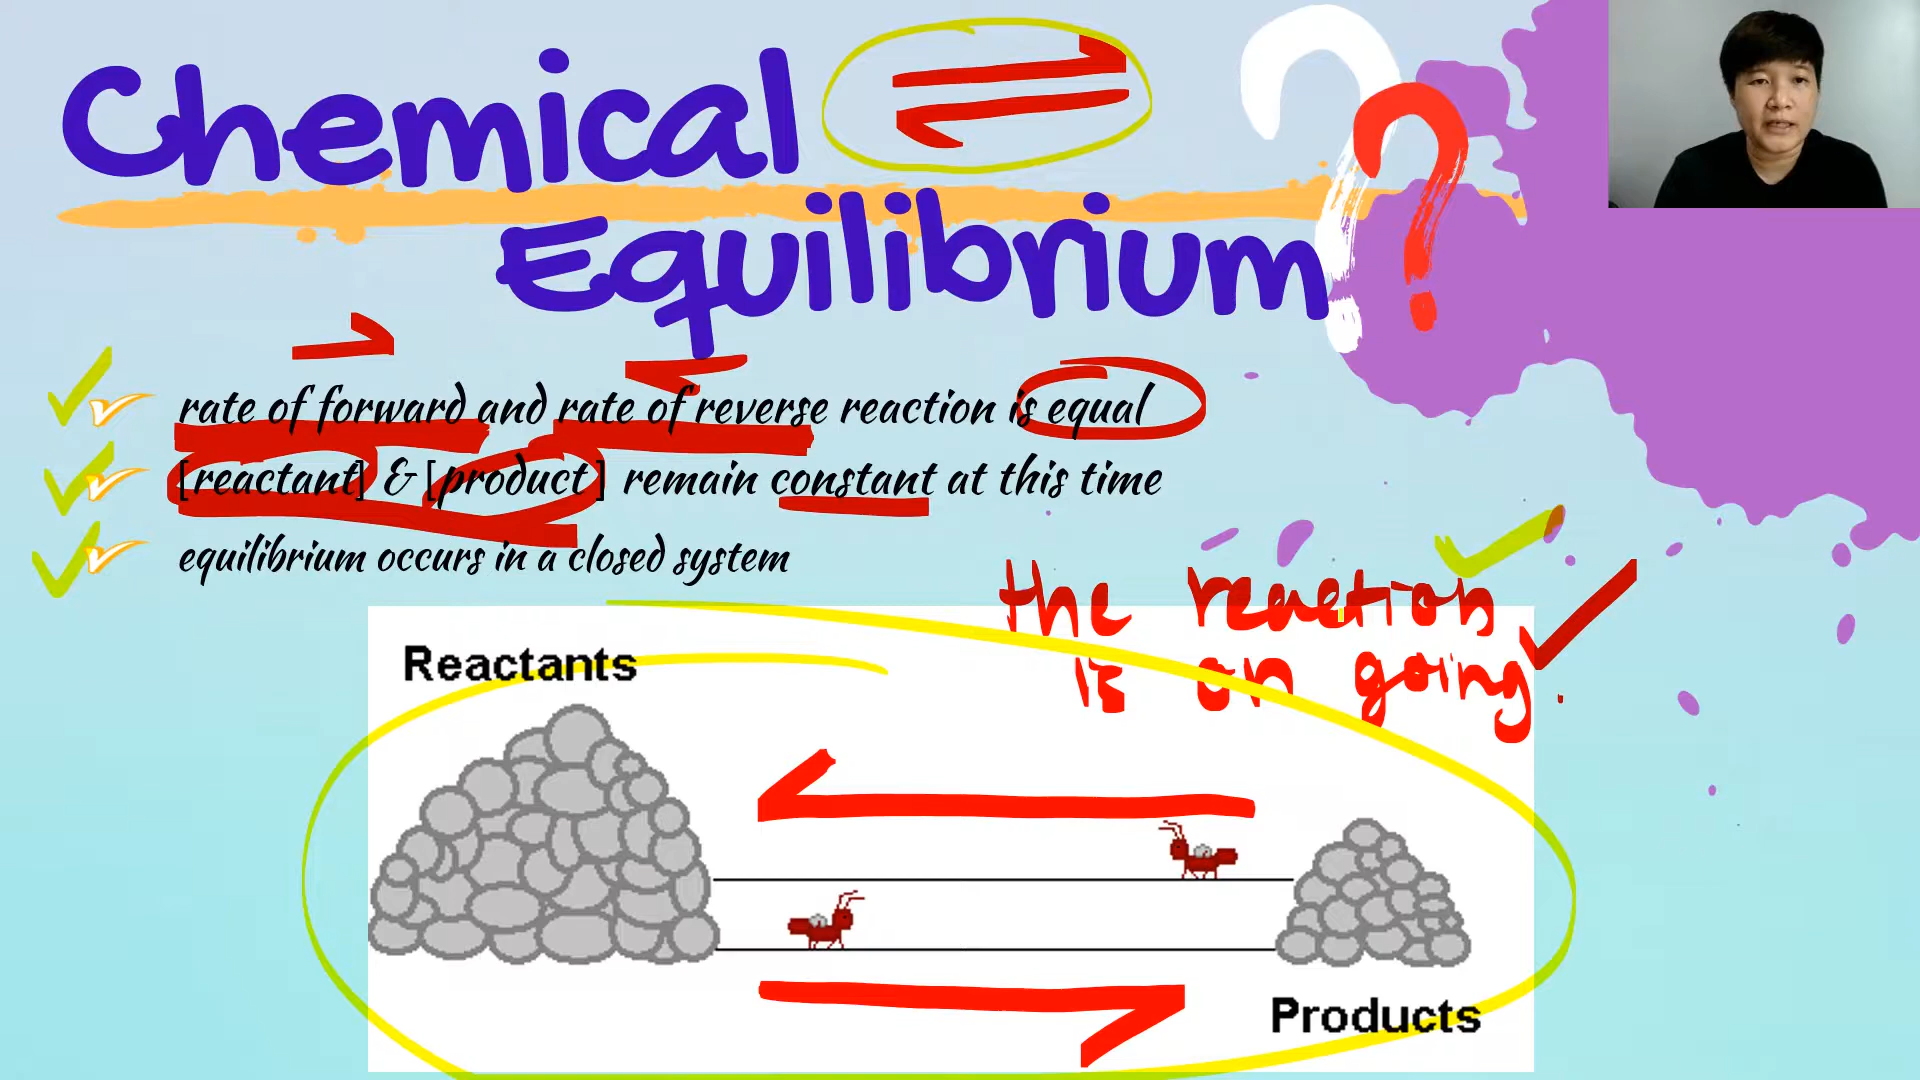 Chemical ⇌
Equilibrium ??
rate of forward and rate of reverse reaction is equal
[reactant] & [product] remain constant at this time
equilibrium occurs in a closed system
the reaction
is on going.
Reactants
Products